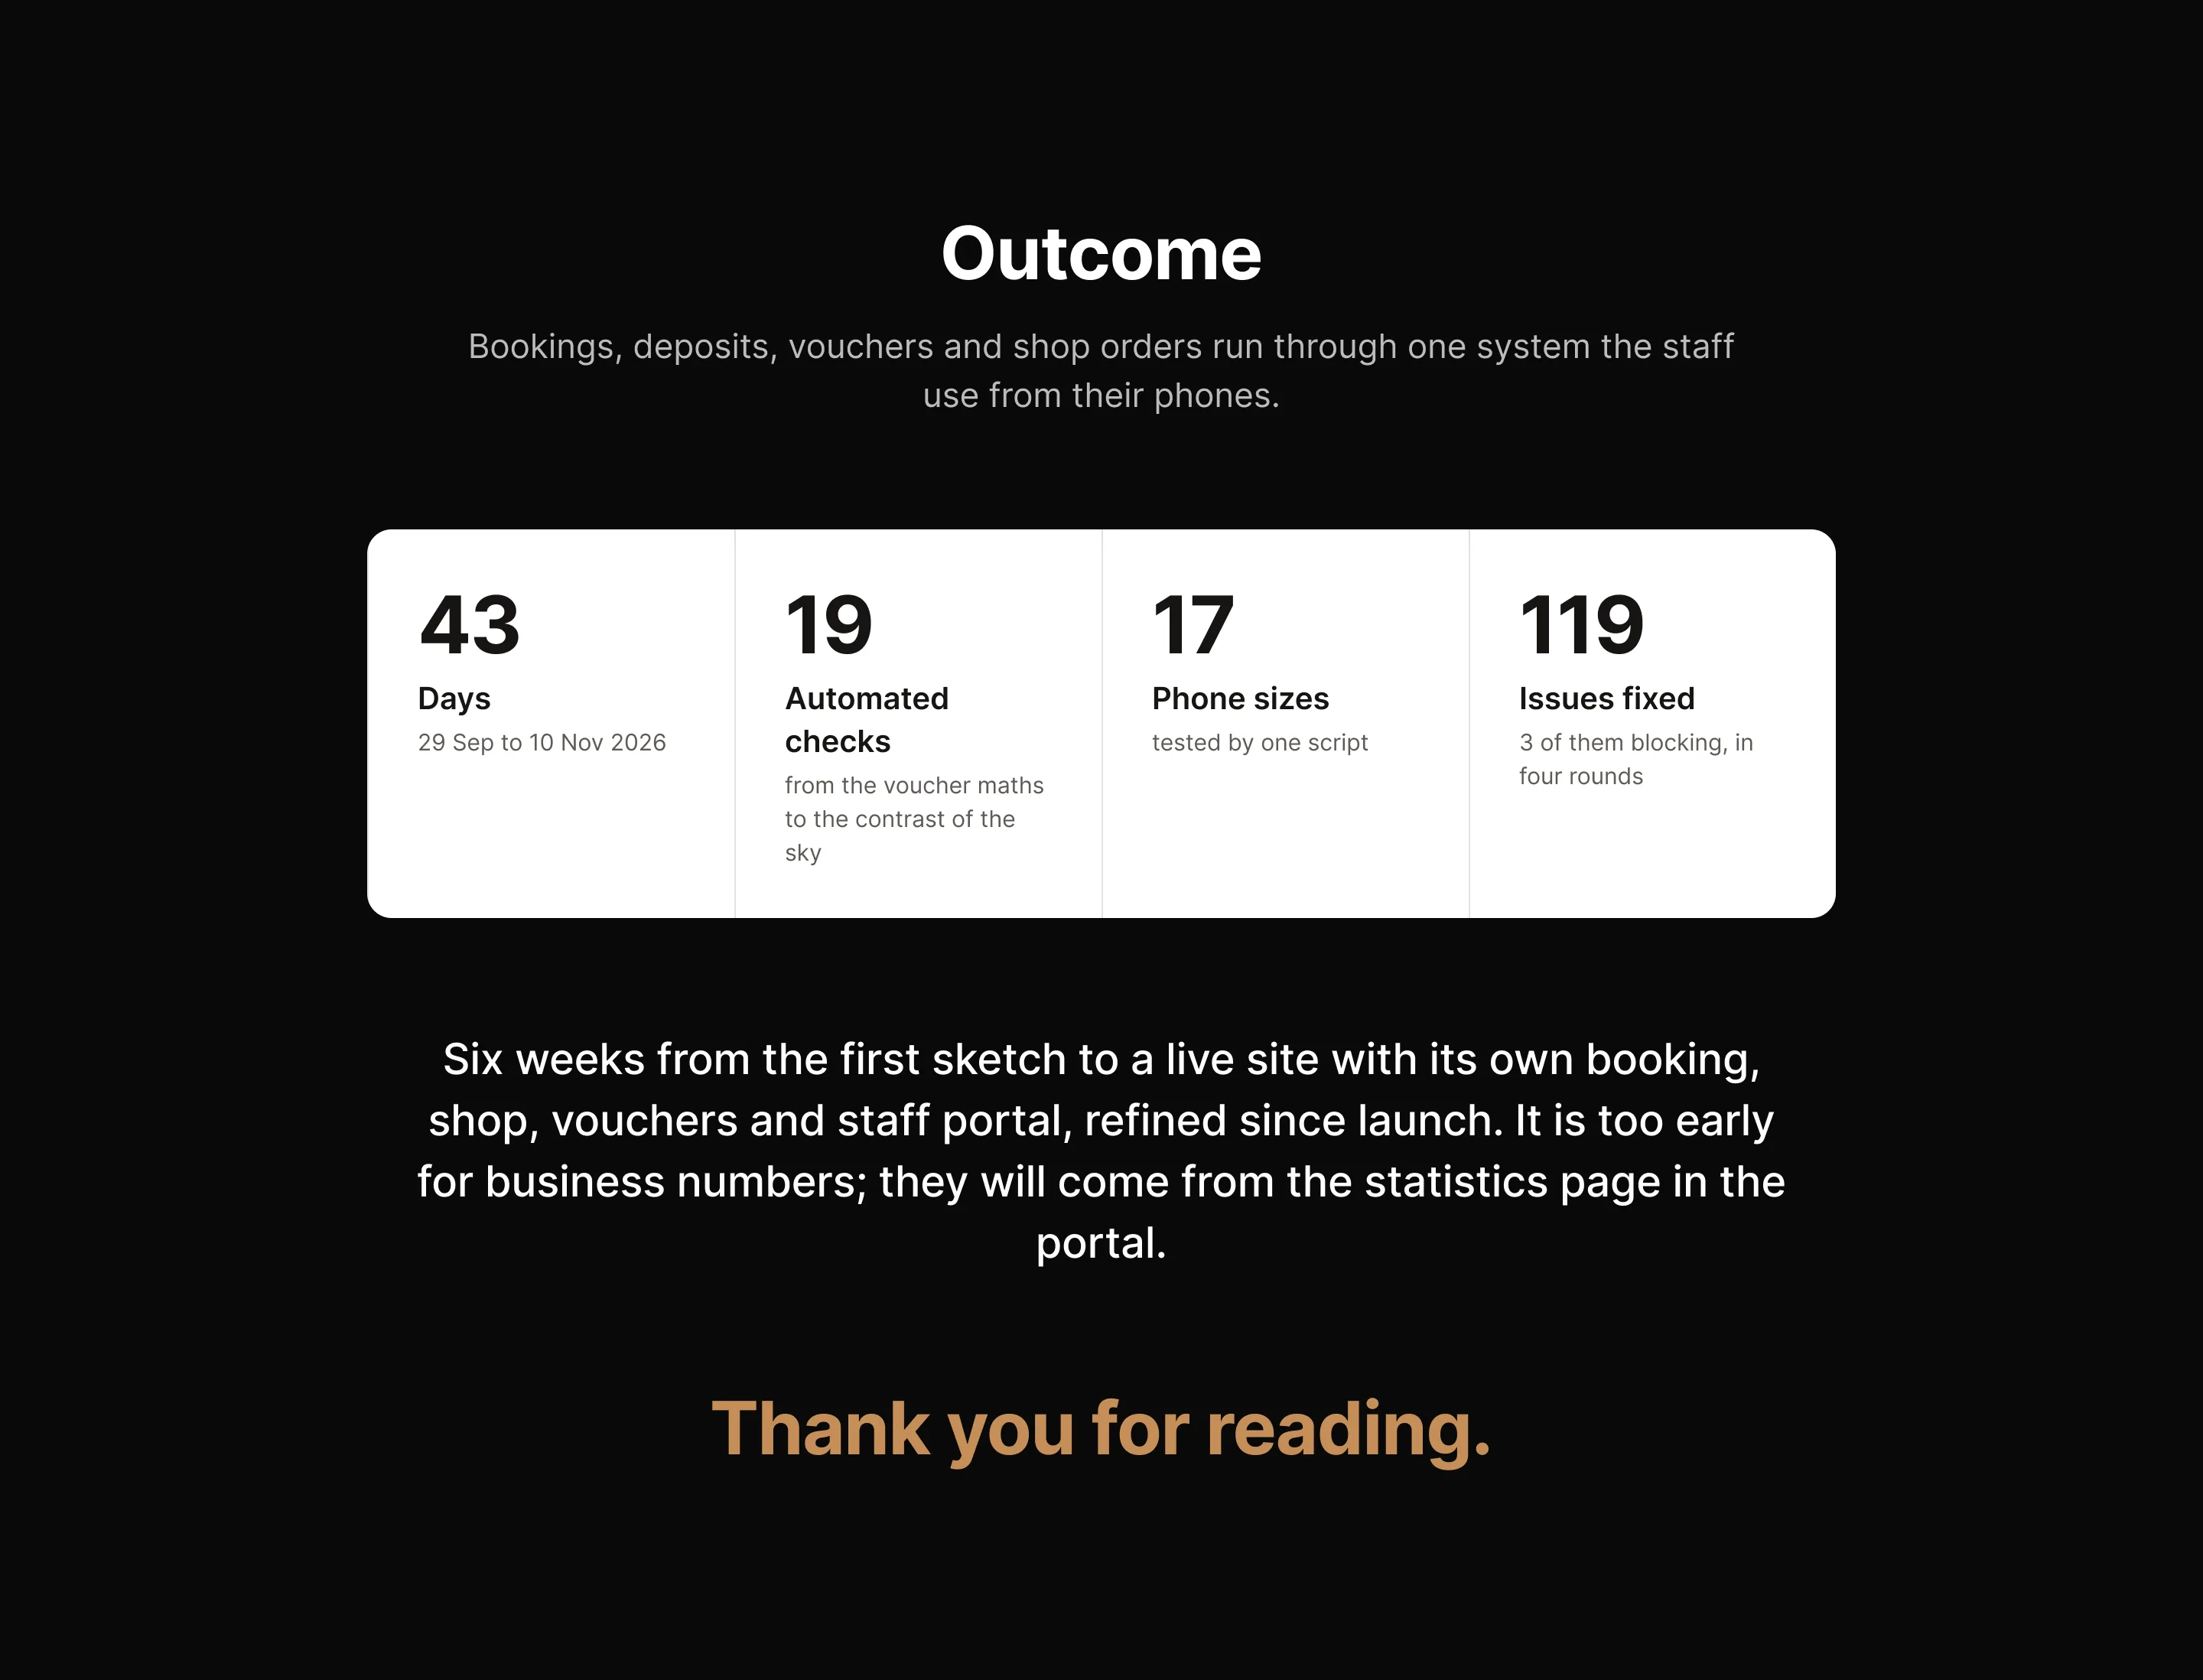 Outcome
Bookings, deposits, vouchers and shop orders run through one system the staff
use from their phones.
43
Days
29 Sep to 10 Nov 2026
19
Automated
checks
from the voucher maths
to the contrast of the
sky
17
Phone sizes
tested by one script
119
Issues fixed
3 of them blocking, in
four rounds
Six weeks from the first sketch to a live site with its own booking,
shop, vouchers and staff portal, refined since launch. It is too early
for business numbers; they will come from the statistics page in the
portal.
Thank you for reading.